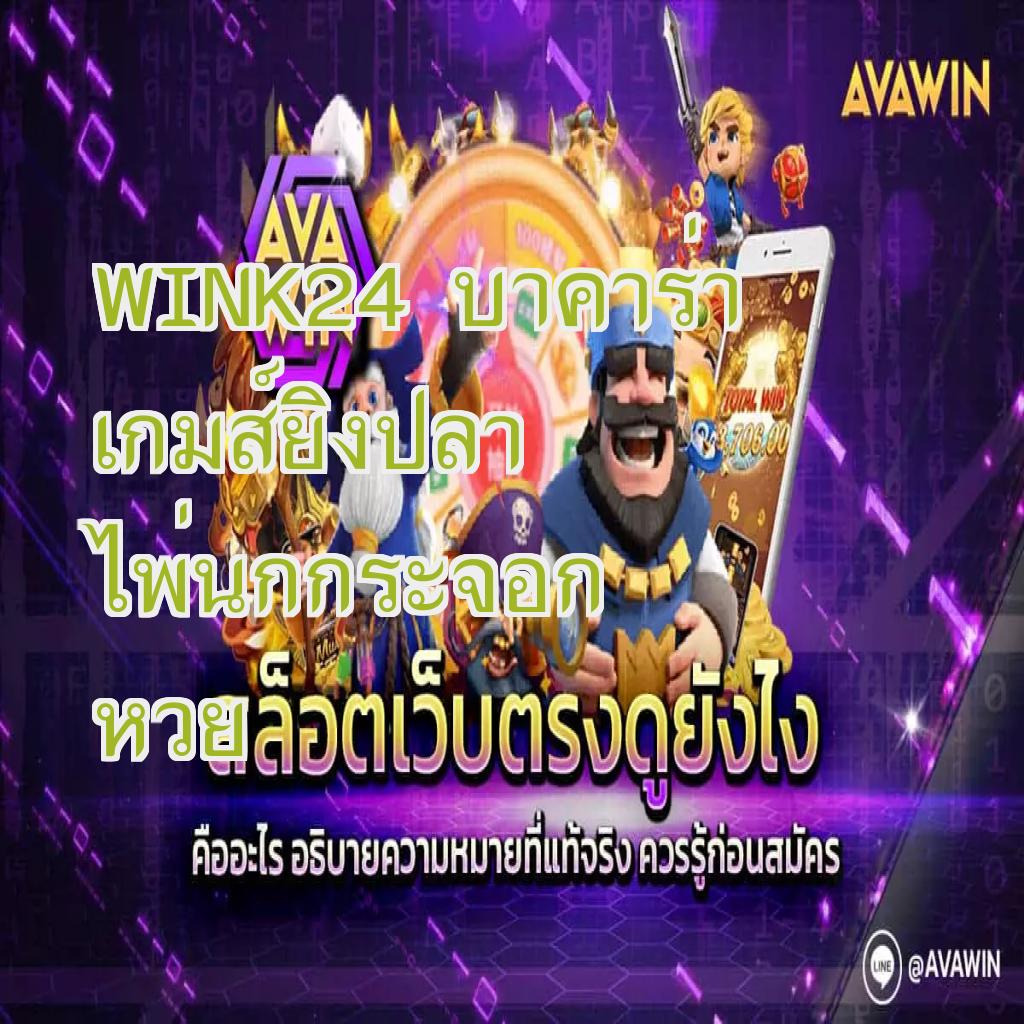 AVAWIN
AVA
WIN
WINK24 บาคาร่า
TOTAL WIN
3,706.00
เกมส์ยิงปลา
ไพ่นกกระจอก
หวย
สล็อตเว็บตรงดูยังไง
คืออะไร อธิบายความหมายที่แท้จริง ควรรู้ก่อนสมัคร
LINE @AVAWIN